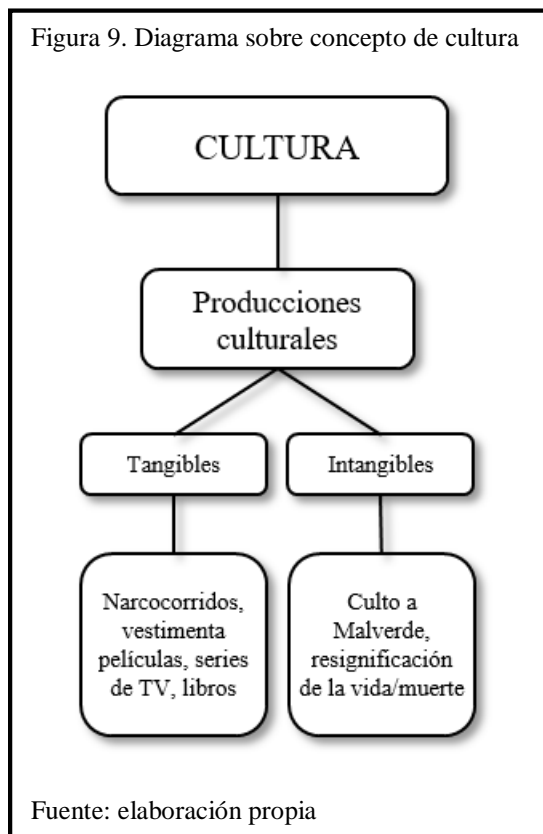 Figura 9. Diagrama sobre concepto de cultura
CULTURA
Producciones
culturales
Tangibles
Intangibles
Narcocorridos,
vestimenta
películas, series
de TV, libros
Culto a
Malverde,
resignificación
de la vida/muerte
Fuente: elaboración propia